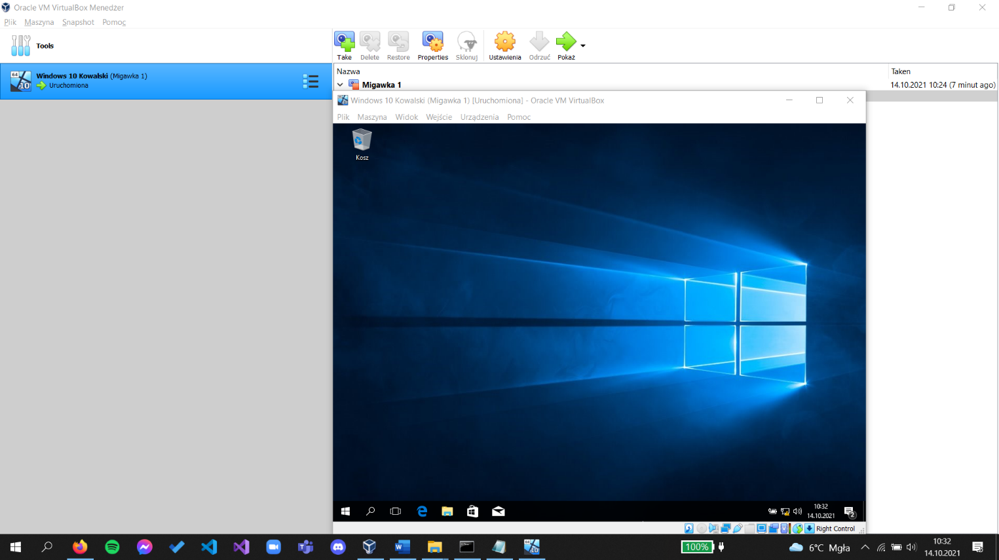 Oracle VM VirtualBox Menedżer
Plik Maszyna Snapshot Pomoc
Tools
Take Delete Restore Properties Sklonuj Ustawienia Odrzuć Pokaż
64
10
Windows 10 Kowalski (Migawka 1)
Uruchomiona
Nazwa Taken
Migawka 1 14.10.2021 10:24 (7 minut ago)
Windows 10 Kowalski (Migawka 1) [Uruchomiona] - Oracle VM VirtualBox
Plik Maszyna Widok Wejście Urządzenia Pomoc
Kosz
10:32
14.10.2021
2
Right Control
100%
6°C Mgła
10:32
14.10.2021